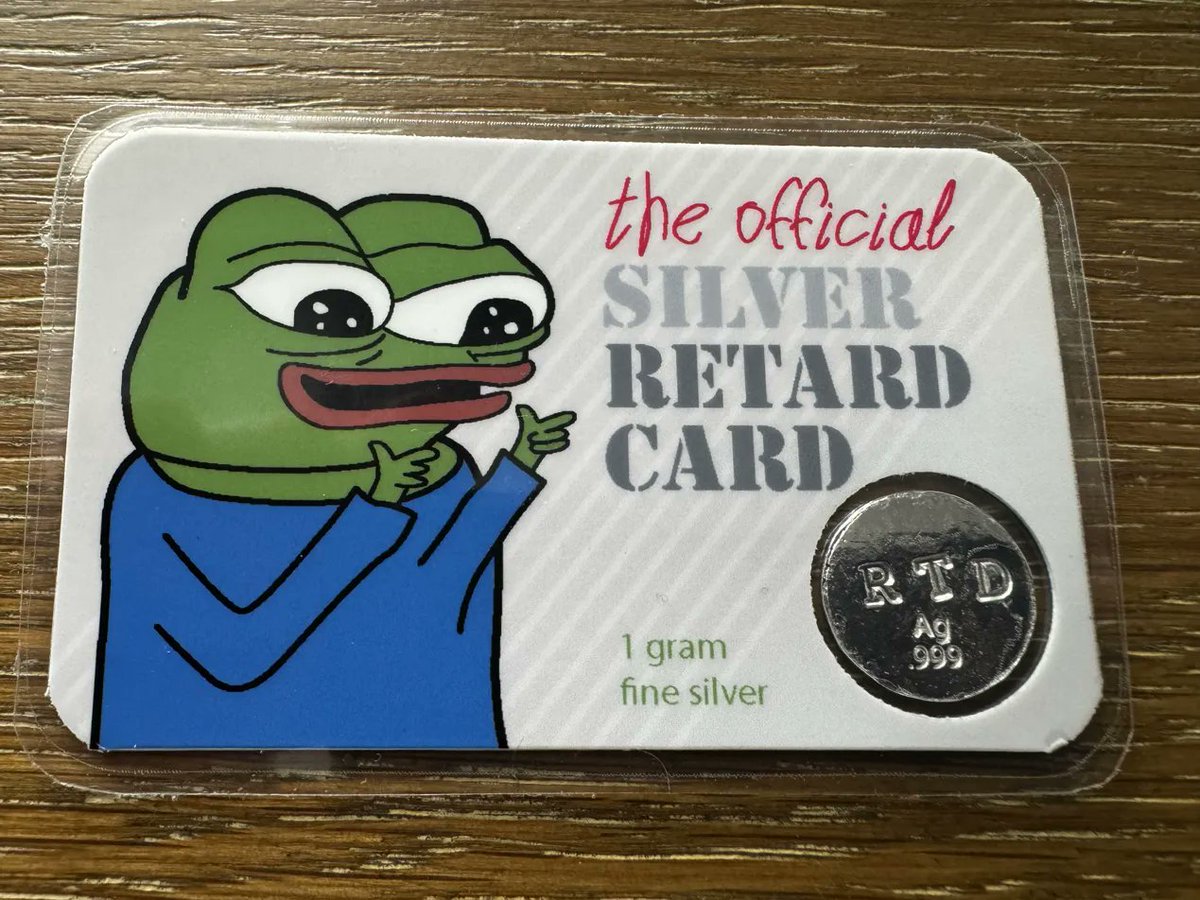 the official
SILVER
RETARD
CARD
1 gram
fine silver
RTD
Ag
.999